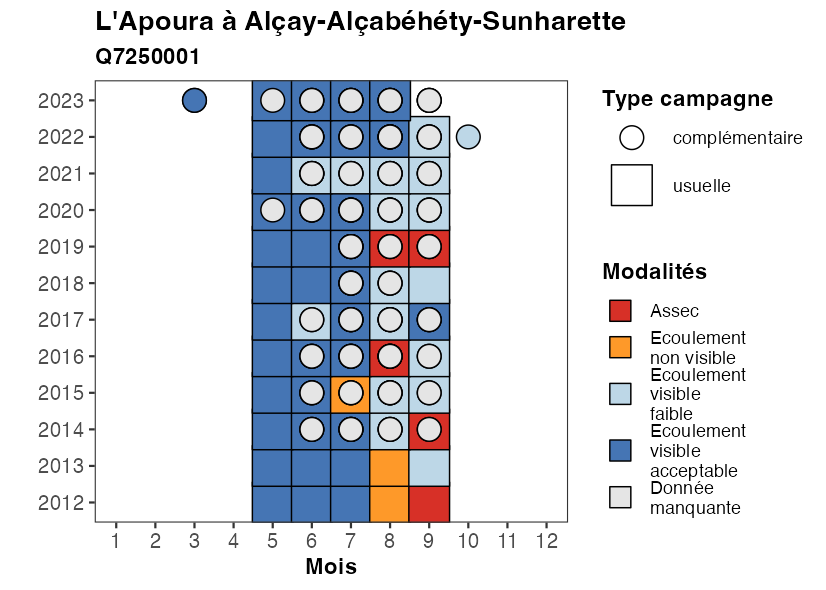 L'Apoura à Alçay-Alçabéhéty-Sunharette
Q7250001
2023
2022
2021
2020
2019
2018
2017
2016
2015
2014
2013
2012
1 2 3 4 5 6 7 8 9 10 11 12
Mois
Type campagne
complémentaire
usuelle
Modalités
Assec
Ecoulement
non visible
Ecoulement
visible
faible
Ecoulement
visible
acceptable
Donnée
manquante